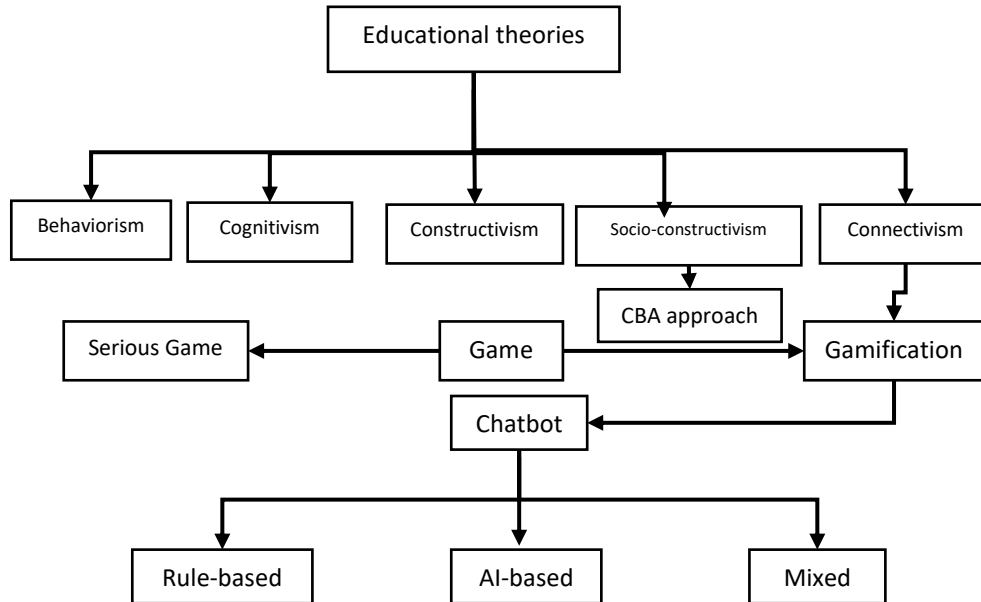 Educational theories
Behaviorism
Cognitivism
Constructivism
Socio-constructivism
Connectivism
CBA approach
Serious Game
Game
Gamification
Chatbot
Rule-based
AI-based
Mixed